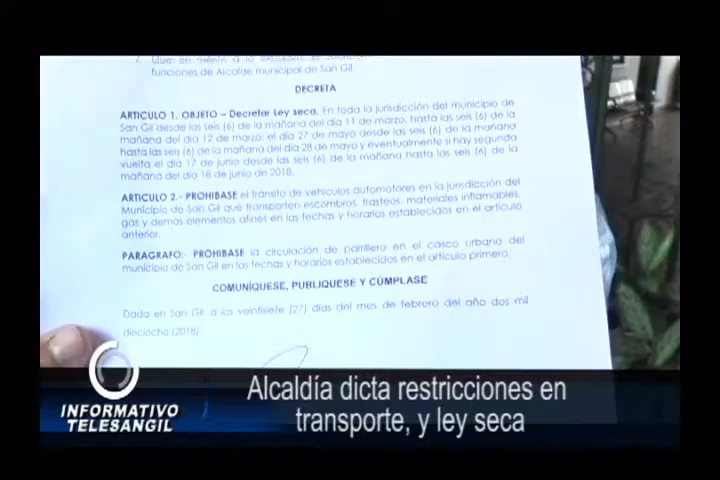 funciones de Alcalde municipal de San Gil.
DECRETA
ARTICULO 1. OBJETO – Decretar Ley seca. En toda la jurisdicción del municipio de
San Gil desde las seis (6) de la mañana del día 11 de marzo, hasta las seis (6) de la
mañana del día 12 de marzo; el día 27 de mayo desde las seis (6) de la mañana
hasta las seis (6) de la mañana del día 28 de mayo y eventualmente si hay segunda
vuelta el día 17 de junio desde las seis (6) de la mañana hasta las seis (6) de la
mañana del día 18 de junio de 2018.
ARTICULO 2.- PROHIBASE el tránsito de vehículos automotores en la jurisdicción del
Municipio de San Gil que transporten escombros, trasteos, materiales inflamables,
gas y demos elementos afines en las fechas y horarios establecidos en el artículo
anterior.
PARAGRAFO:- PROHIBASE la circulación de parrillero en el casco urbano del
municipio de San Gil en las fechas y horarios establecidos en el artículo primero.
COMUNÍQUESE, PUBLIQUESE Y CÚMPLASE
Dada en San Gil, a los veintisiete (27) días del mes de febrero del año dos mil
dieciocho (2018).
Alcaldía dicta restricciones en
transporte, y ley seca
INFORMATIVO
TELESANGIL